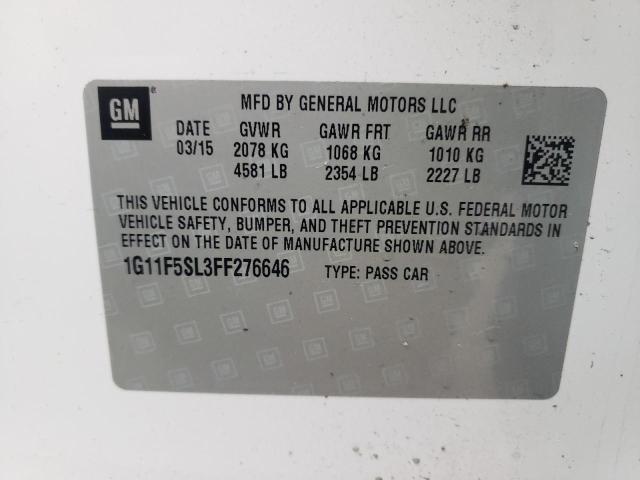 GM
MFD BY GENERAL MOTORS LLC
DATE GVWR GAWR FRT GAWR RR
03/15 2078 KG 1068 KG 1010 KG
4581 LB 2354 LB 2227 LB
THIS VEHICLE CONFORMS TO ALL APPLICABLE U.S. FEDERAL MOTOR
VEHICLE SAFETY, BUMPER, AND THEFT PREVENTION STANDARDS IN
EFFECT ON THE DATE OF MANUFACTURE SHOWN ABOVE.
1G11F5SL3FF276646 TYPE: PASS CAR